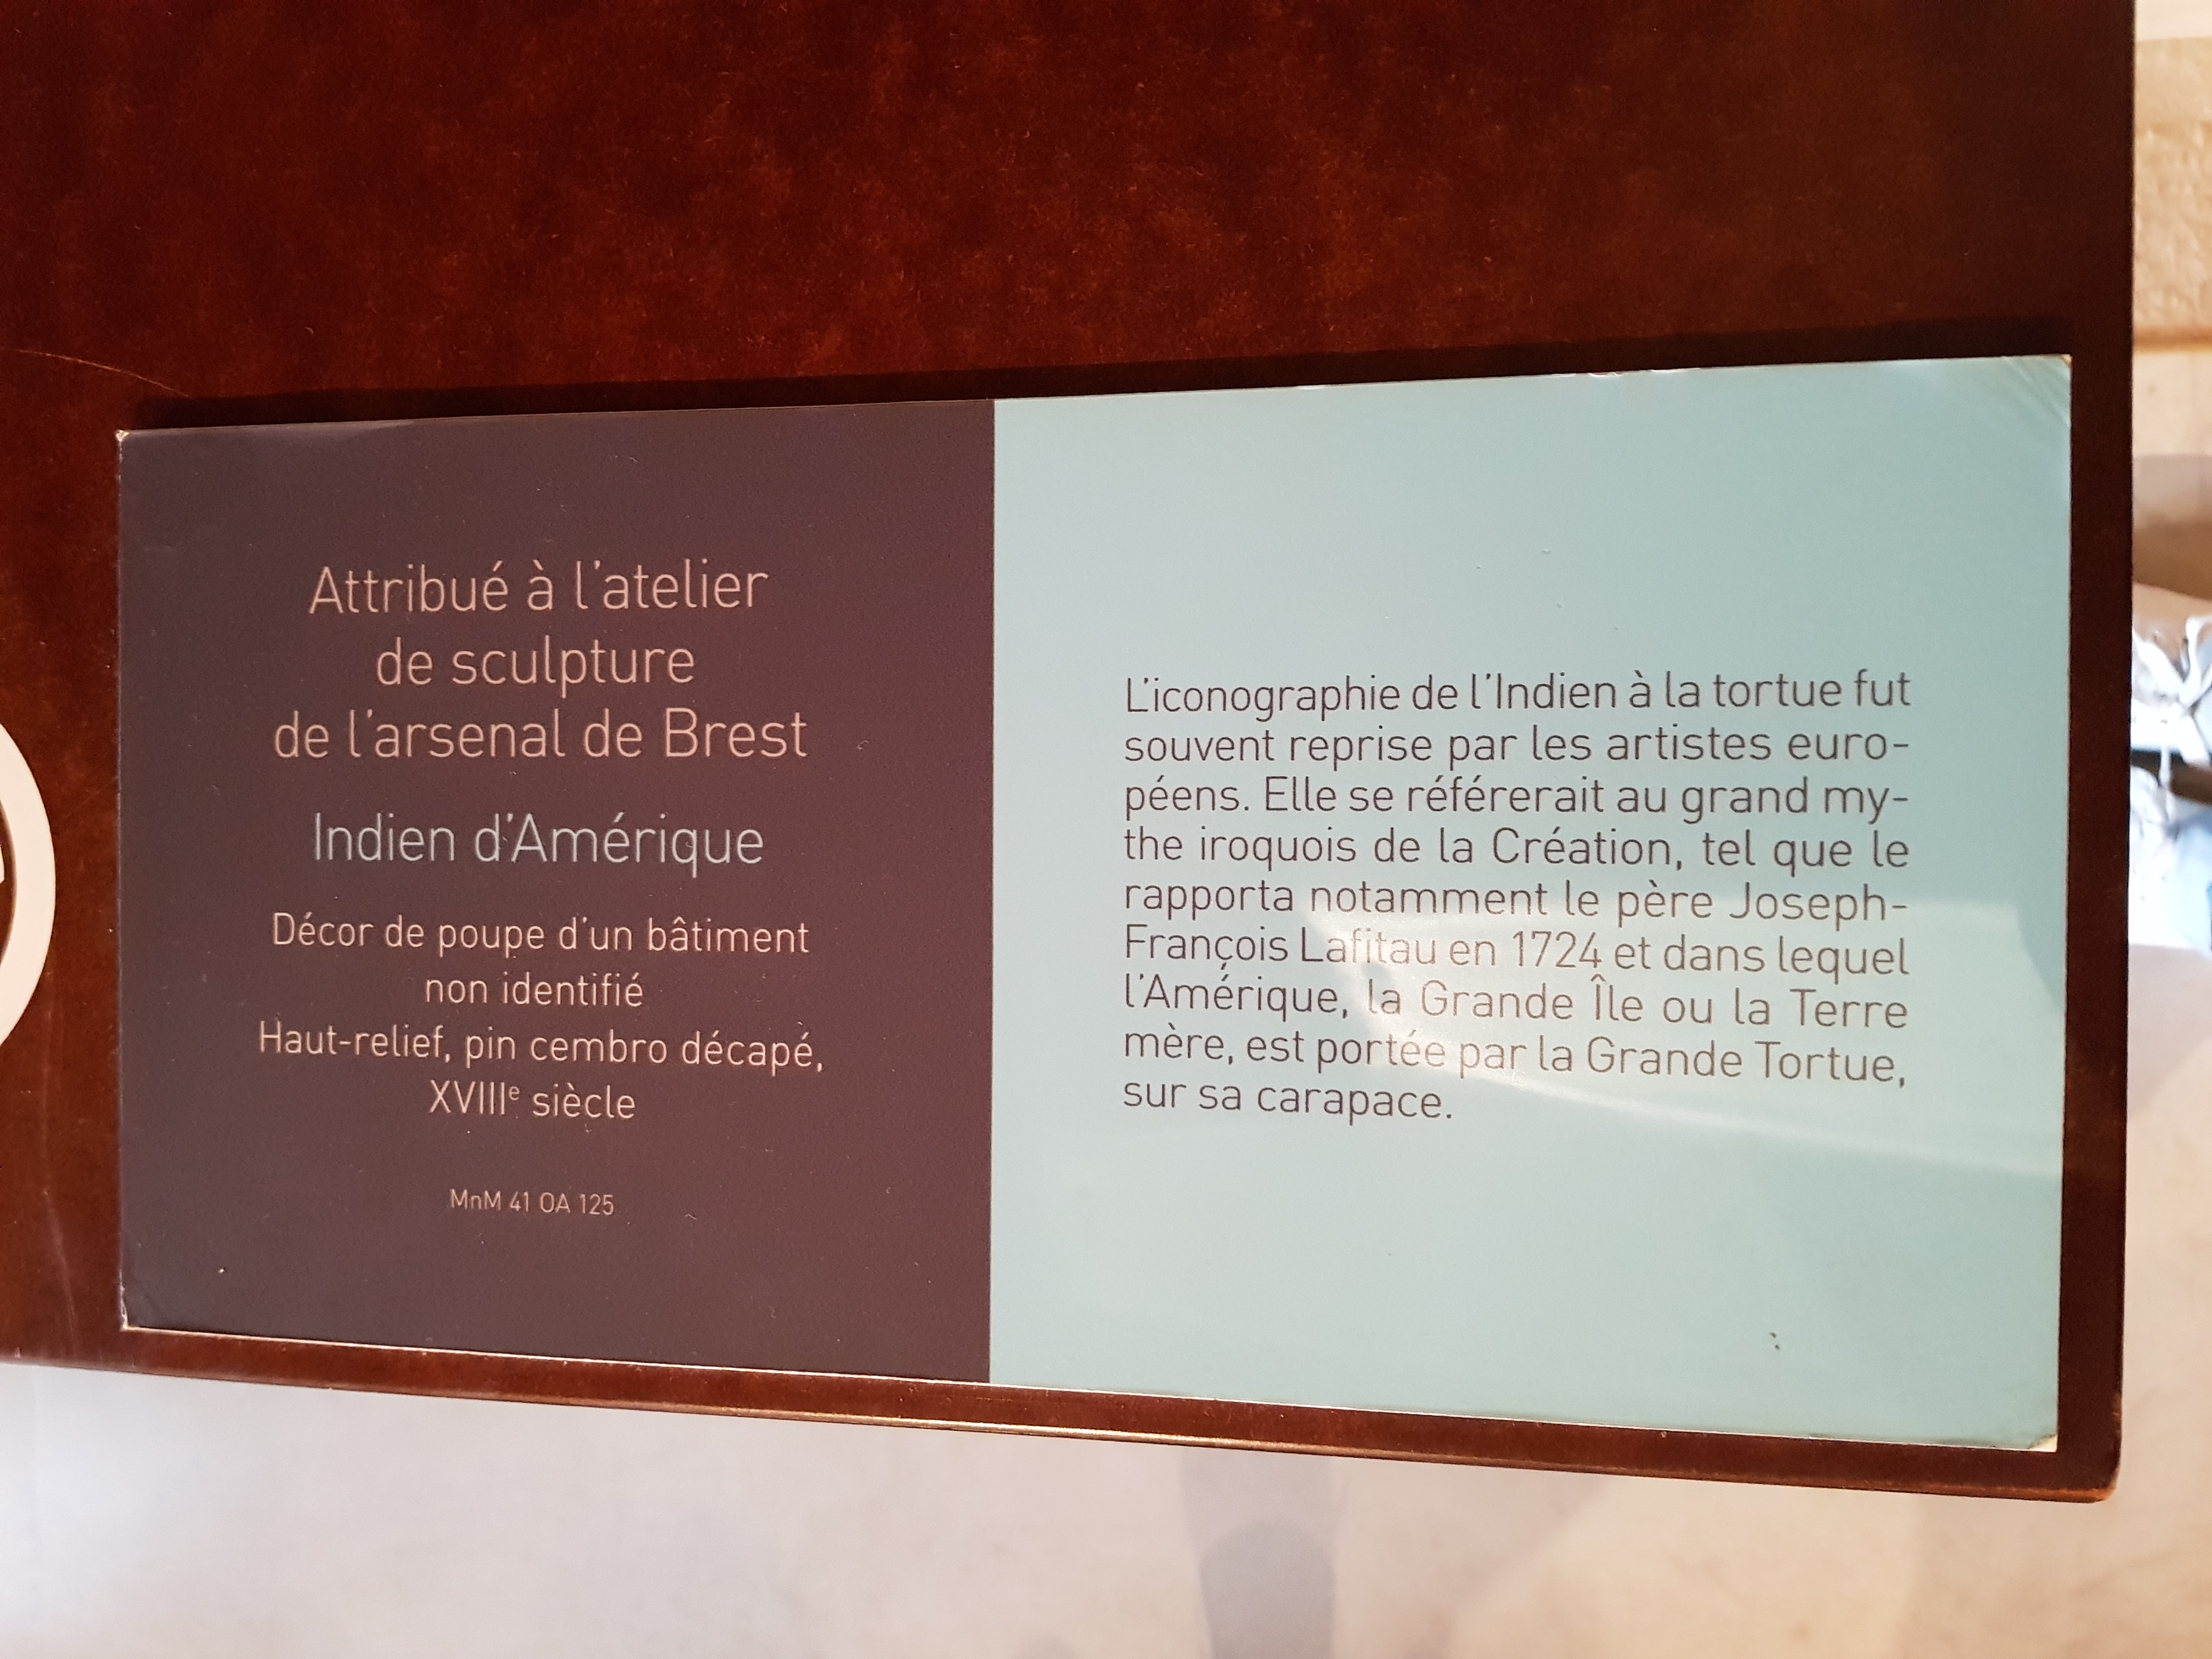 Attribué à l'atelier
de sculpture
de l'arsenal de Brest
Indien d'Amérique
Décor de poupe d'un bâtiment
non identifié
Haut-relief, pin cembro décapé,
XVIIIe siècle
MnM 41 OA 125
L'iconographie de l'Indien à la tortue fut
souvent reprise par les artistes euro-
péens. Elle se référerait au grand my-
the iroquois de la Création, tel que le
rapporta notamment le père Joseph-
François Lafitau en 1724 et dans lequel
l'Amérique, la Grande Île ou la Terre
mère, est portée par la Grande Tortue,
sur sa carapace.